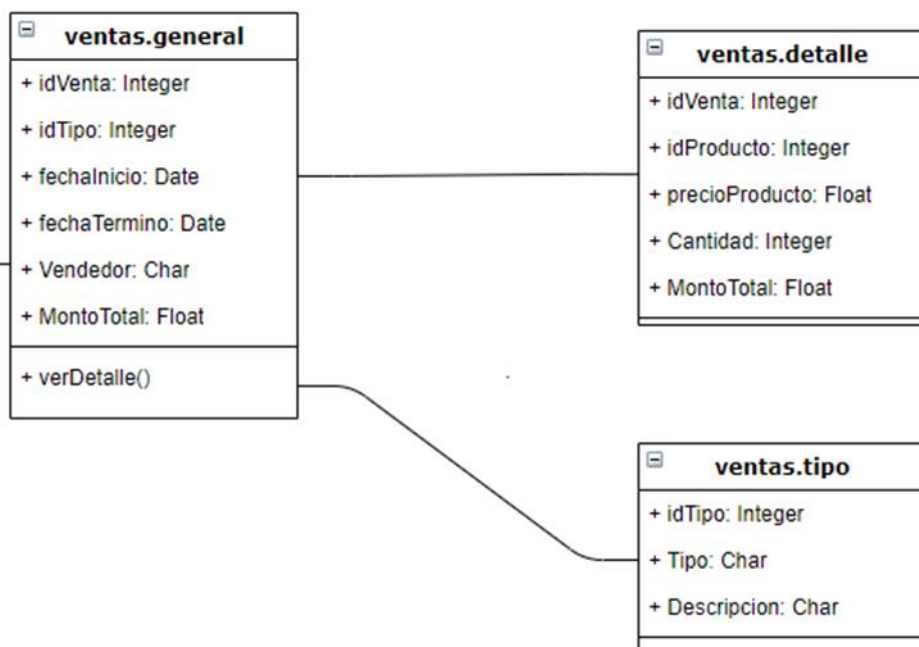 ventas.general
+ idVenta: Integer
+ idTipo: Integer
+ fechaInicio: Date
+ fechaTermino: Date
+ Vendedor: Char
+ MontoTotal: Float
+ verDetalle()
ventas.detalle
+ idVenta: Integer
+ idProducto: Integer
+ precioProducto: Float
+ Cantidad: Integer
+ MontoTotal: Float
ventas.tipo
+ idTipo: Integer
+ Tipo: Char
+ Descripcion: Char